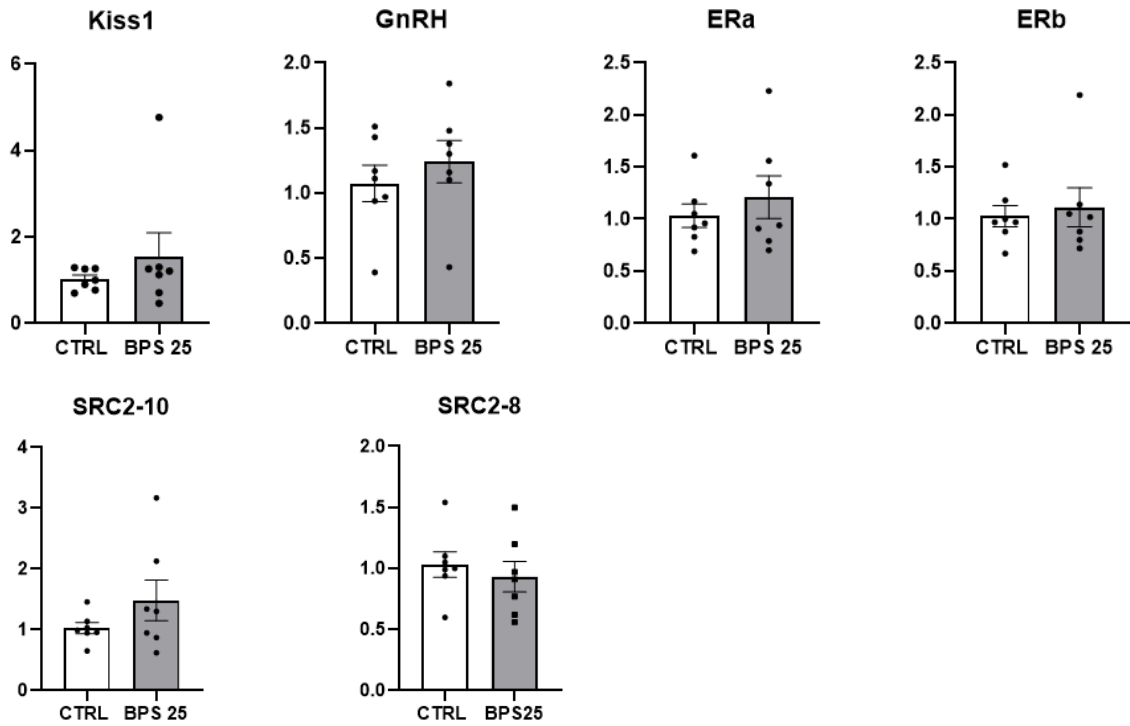 Kiss1 GnRH ERa ERb
6 2.0 2.5 2.5
2.0 2.0
4 1.5
1.5 1.5
1.0
2 1.0 1.0
0.5 0.5 0.5
0 0.0 0.0 0.0
CTRL BPS 25 CTRL BPS 25 CTRL BPS 25 CTRL BPS 25
SRC2-10 SRC2-8
4 2.0
3 1.5
2 1.0
1 0.5
0 0.0
CTRL BPS 25 CTRL BPS25